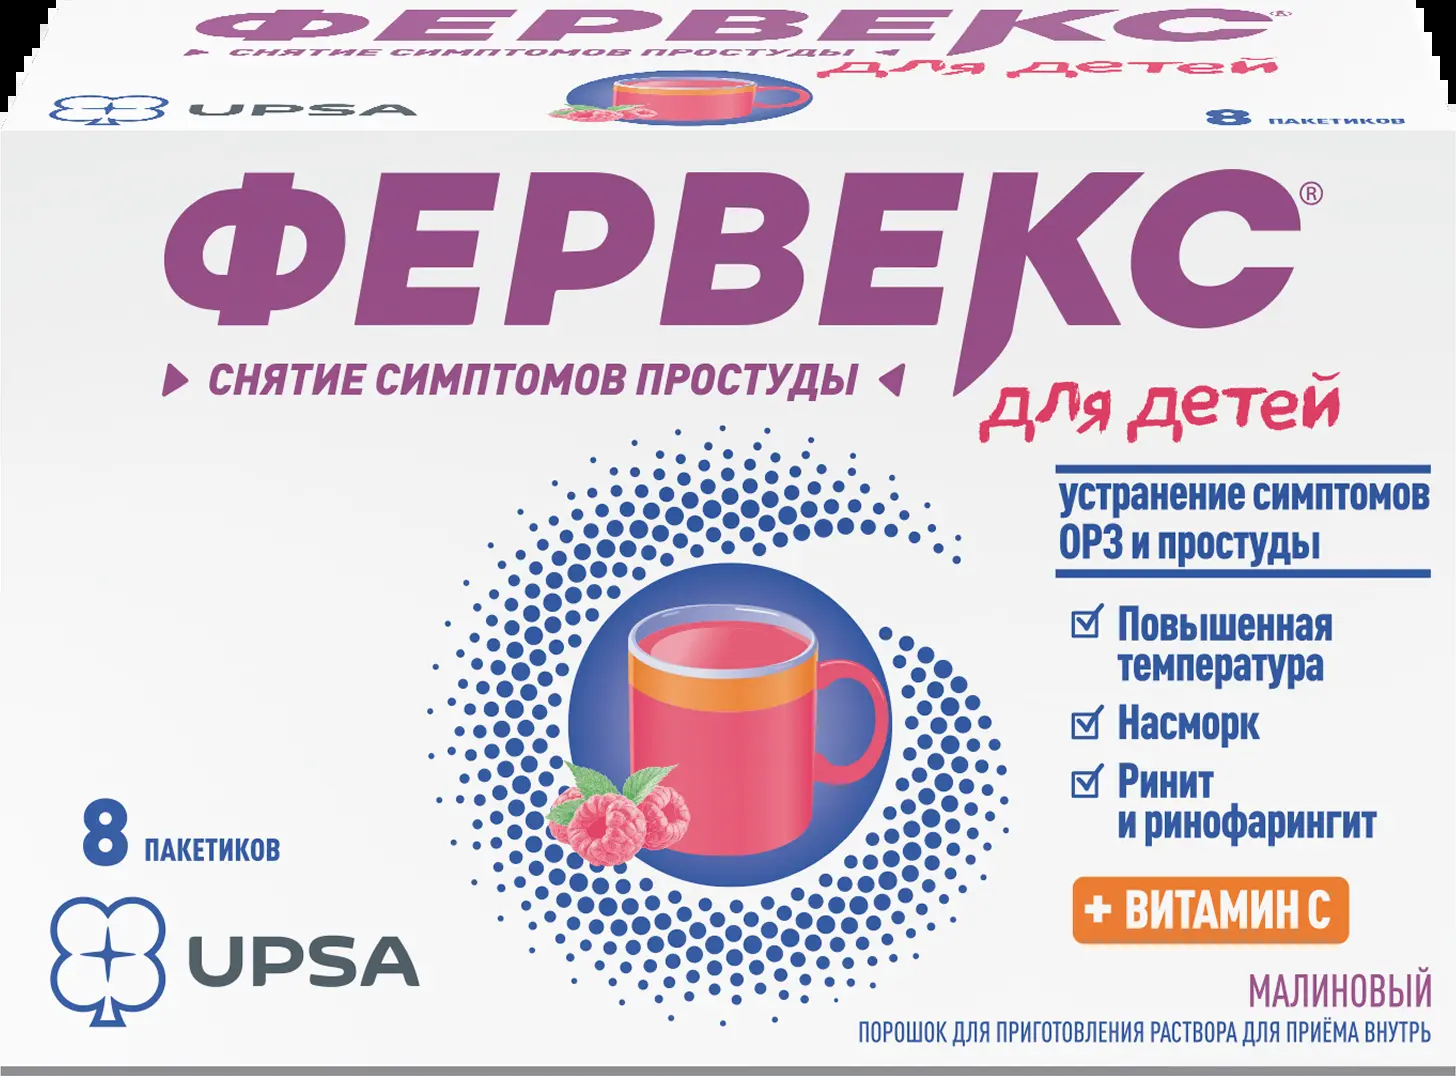 ФЕРВЕКС®
СНЯТИЕ СИМПТОМОВ ПРОСТУДЫ
для детей
UPSA
8 ПАКЕТИКОВ
ФЕРВЕКС®
СНЯТИЕ СИМПТОМОВ ПРОСТУДЫ
для детей
устранение симптомов
ОРЗ и простуды
Повышенная
температура
Насморк
Ринит
и ринофарингит
+ ВИТАМИН С
8 ПАКЕТИКОВ
UPSA
МАЛИНОВЫЙ
ПОРОШОК ДЛЯ ПРИГОТОВЛЕНИЯ РАСТВОРА ДЛЯ ПРИЁМА ВНУТРЬ